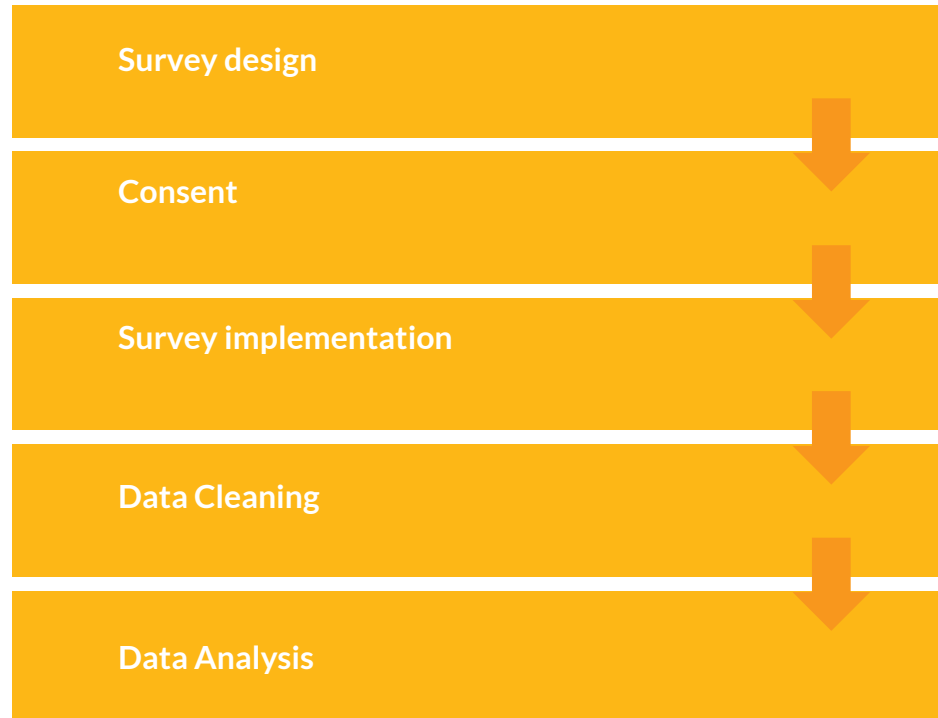 Survey design
Consent
Survey implementation
Data Cleaning
Data Analysis